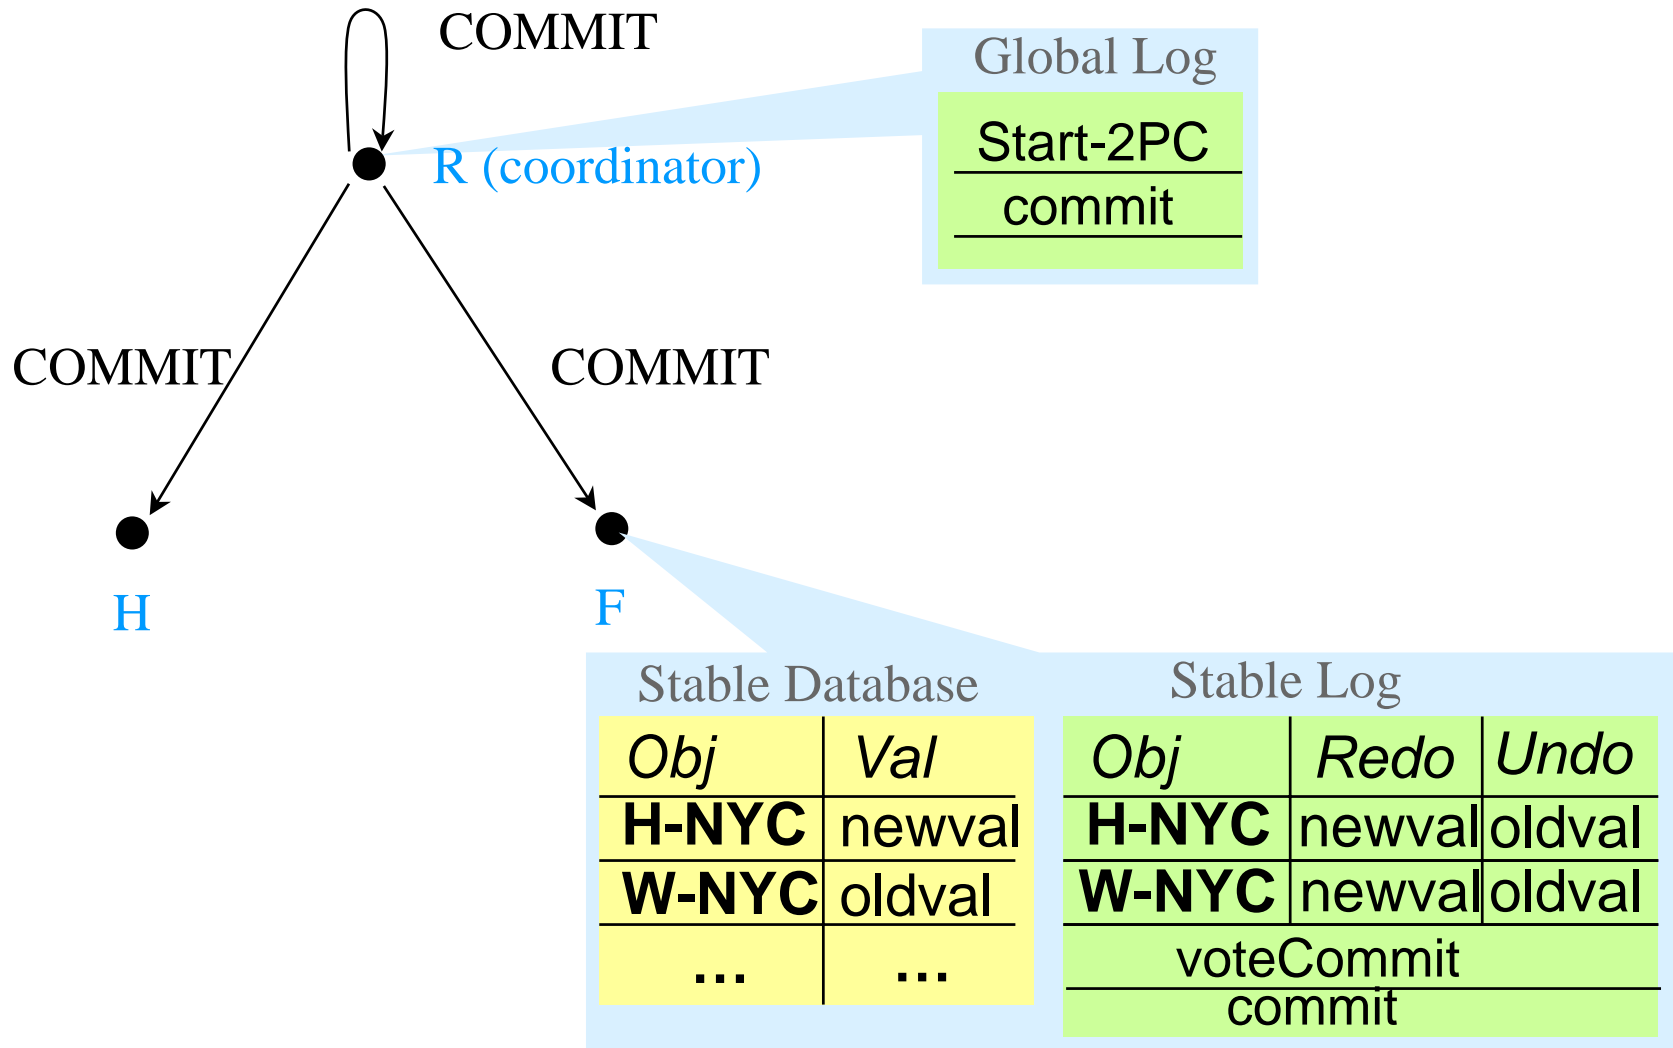 COMMIT
Global Log
Start-2PC
commit
R (coordinator)
COMMIT COMMIT
H F
Stable Database
Obj Val
H-NYC newval
W-NYC oldval
... ...
Stable Log
Obj Redo Undo
H-NYC newval oldval
W-NYC newval oldval
voteCommit
commit